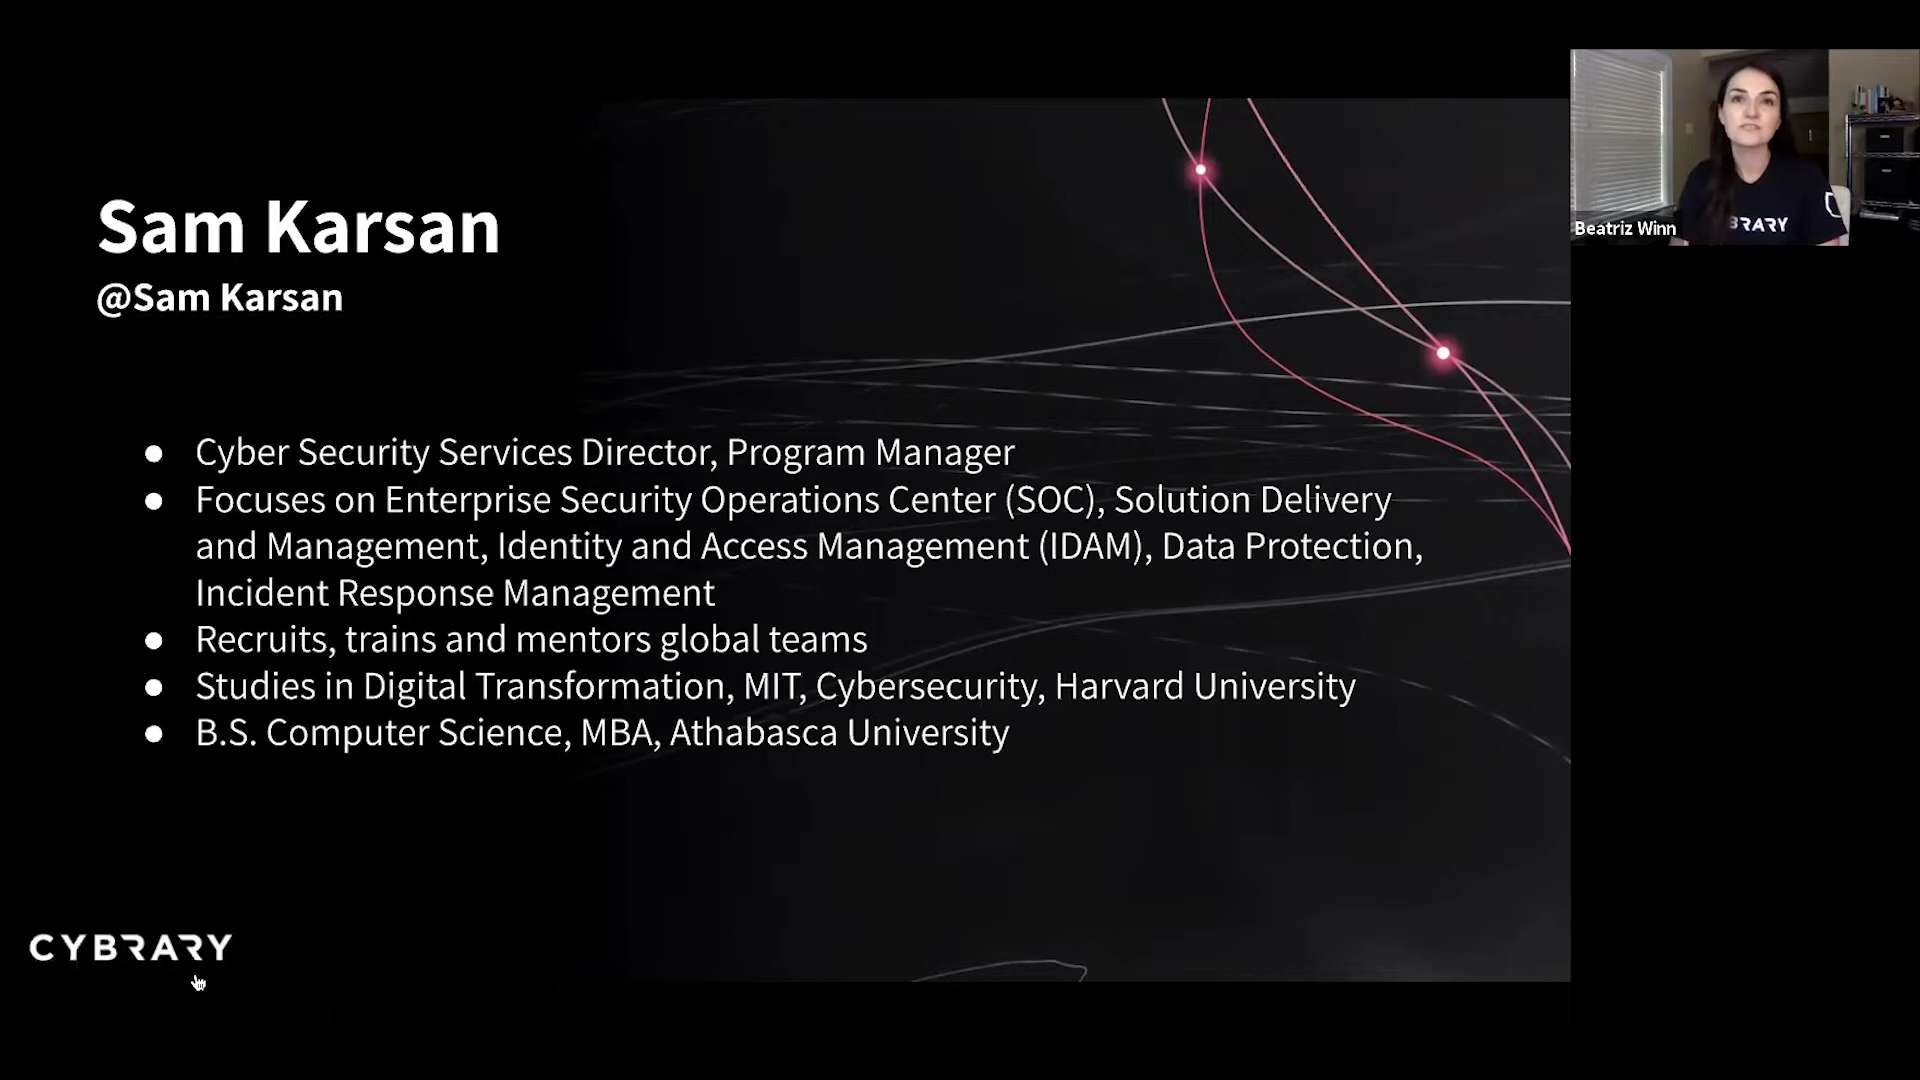 Sam Karsan
@Sam Karsan
● Cyber Security Services Director, Program Manager
● Focuses on Enterprise Security Operations Center (SOC), Solution Delivery
and Management, Identity and Access Management (IDAM), Data Protection,
Incident Response Management
● Recruits, trains and mentors global teams
● Studies in Digital Transformation, MIT, Cybersecurity, Harvard University
● B.S. Computer Science, MBA, Athabasca University
CYBRARY
BRARY
Beatriz Winn